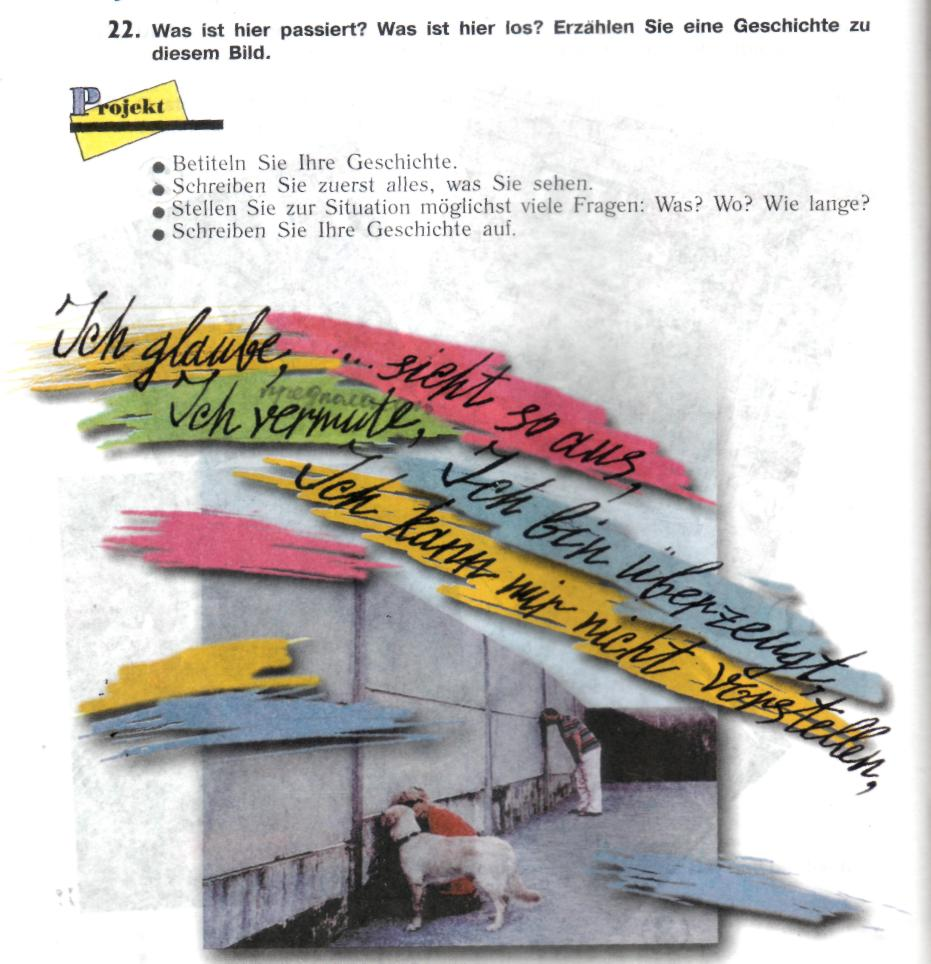 22. Was ist hier passiert? Was ist hier los? Erzählen Sie eine Geschichte zu
diesem Bild.
Projekt
● Betiteln Sie Ihre Geschichte.
● Schreiben Sie zuerst alles, was Sie sehen.
● Stellen Sie zur Situation möglichst viele Fragen: Was? Wo? Wie lange?
● Schreiben Sie Ihre Geschichte auf.
Ich glaube,
... sieht so aus,
Ich vermute,
Ich bin überzeugt,
Ich kann mir nicht vorstellen,